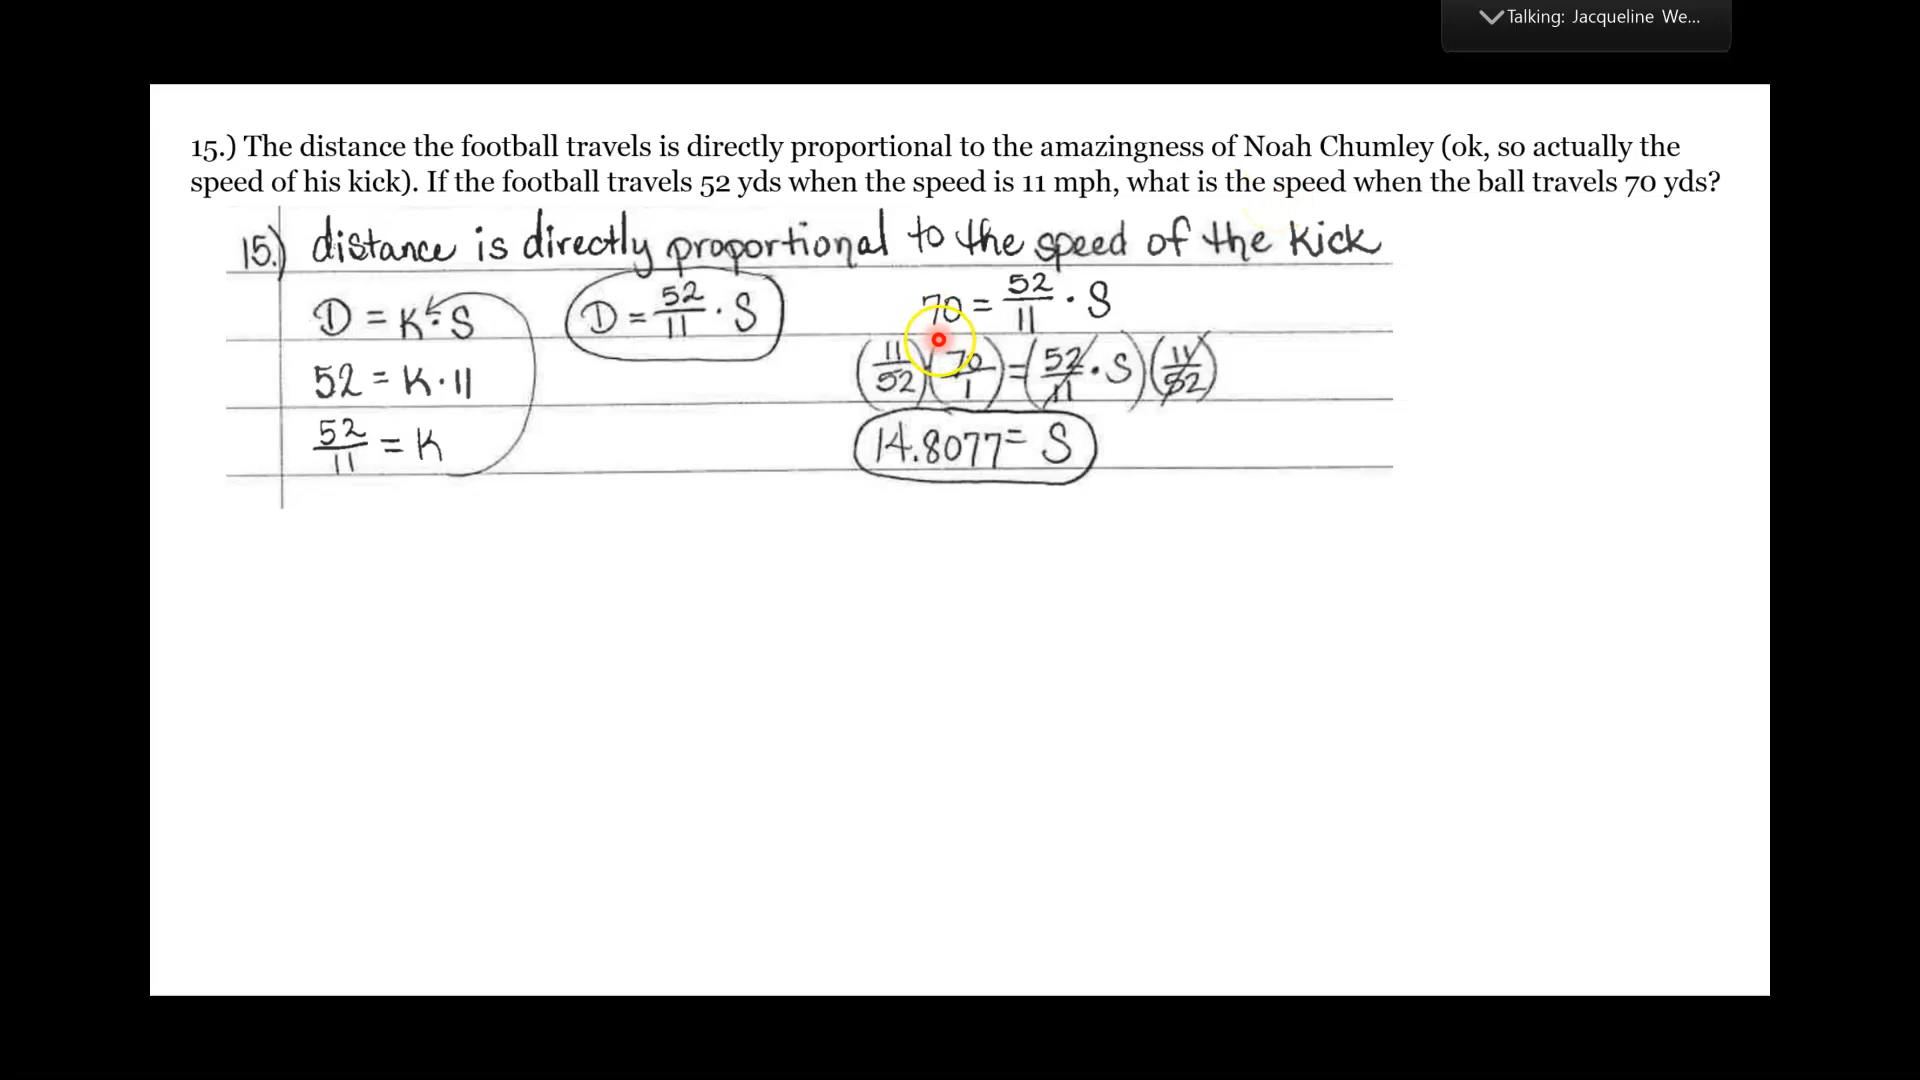 Talking: Jacqueline We...
15.) The distance the football travels is directly proportional to the amazingness of Noah Chumley (ok, so actually the
speed of his kick). If the football travels 52 yds when the speed is 11 mph, what is the speed when the ball travels 70 yds?
15.) distance is directly proportional to the speed of the kick
D = K · S
52 = K · 11
52/11 = K
D = 52/11 · S
70 = 52/11 · S
(11/52)(70/1) = (52/11 · S)(11/52)
14.8077 = S